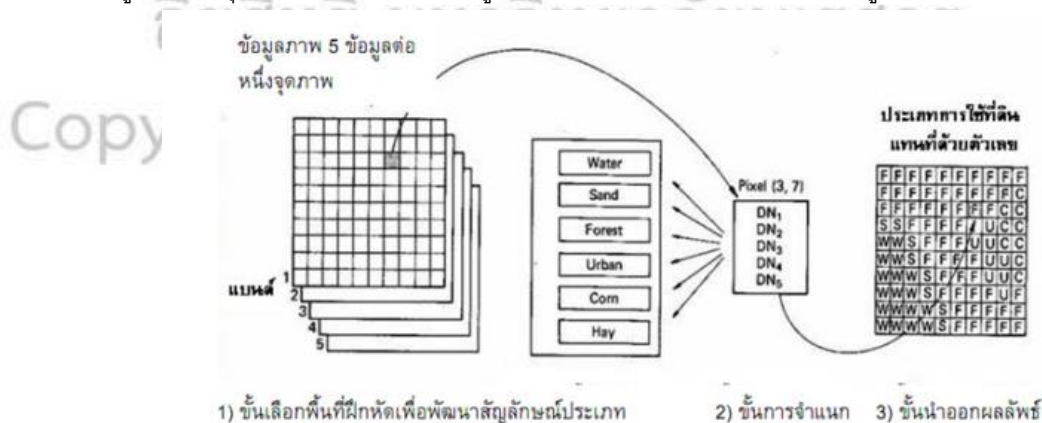 ข้อมูลภาพ 5 ข้อมูลต่อ
หนึ่งจุดภาพ
Copy
แบนด์
1
2
3
4
5
Water
Sand
Forest
Urban
Corn
Hay
Pixel (3, 7)
DN₁
DN₂
DN₃
DN₄
DN₅
ประเภทการใช้ที่ดิน
แทนที่ด้วยตัวเลข
F F F F F F F F F F
F F F F F F F F F C
F F F F F F F F C C
S S F F F F U C C
W W S F F F U U C C
W W S F F F F U U C
W W W S F F F U U C
W W W S F F F F U F
W W W W S F F F F F
W W W W S F F F F F
1) ขั้นเลือกพื้นที่ฝึกหัดเพื่อพัฒนาสัญลักษณ์ประเภท
2) ขั้นการจำแนก
3) ขั้นนำออกผลลัพธ์